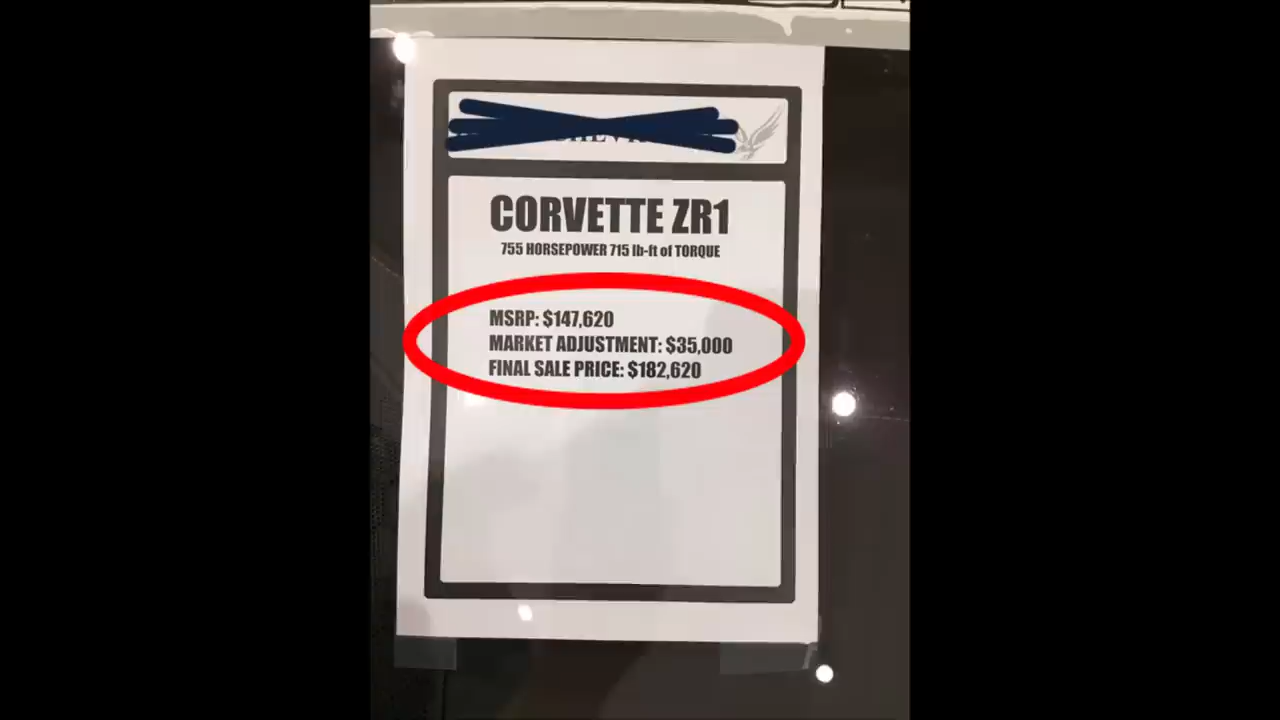 CORVETTE ZR1
755 HORSEPOWER 715 lb-ft of TORQUE
MSRP: $147,620
MARKET ADJUSTMENT: $35,000
FINAL SALE PRICE: $182,620